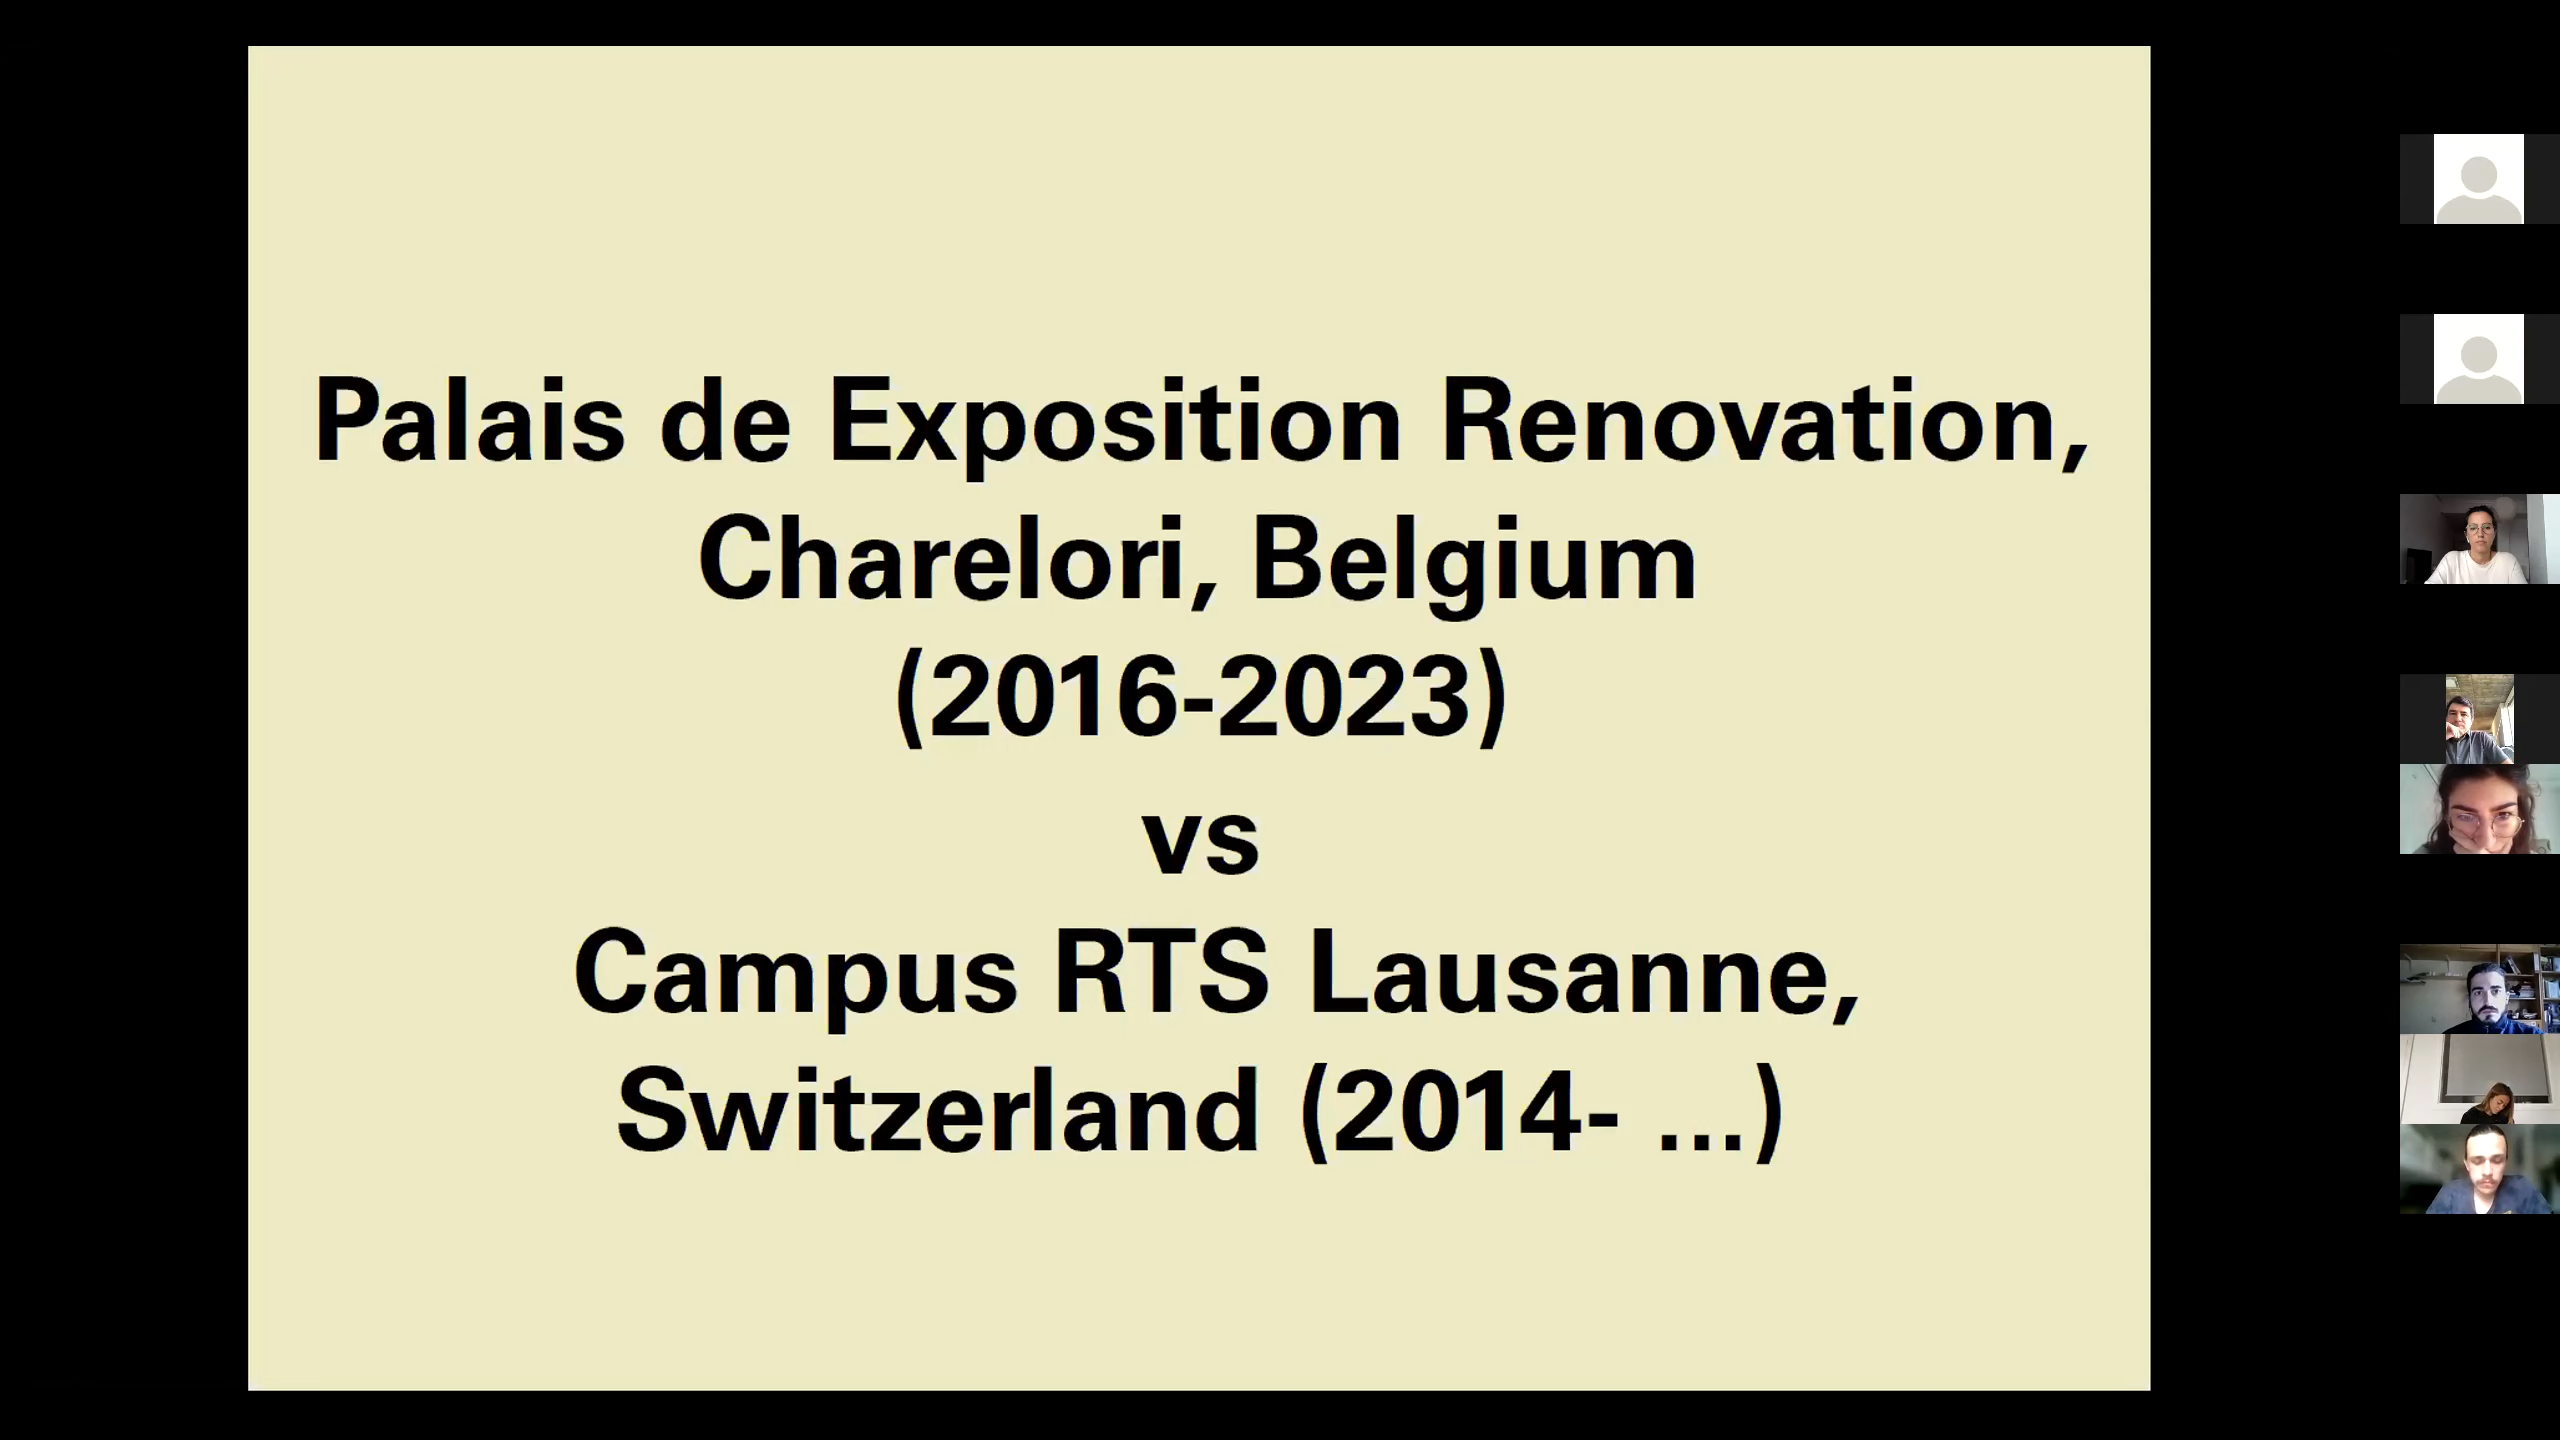 Palais de Exposition Renovation,
Charelori, Belgium
(2016-2023)
vs
Campus RTS Lausanne,
Switzerland (2014- ...)